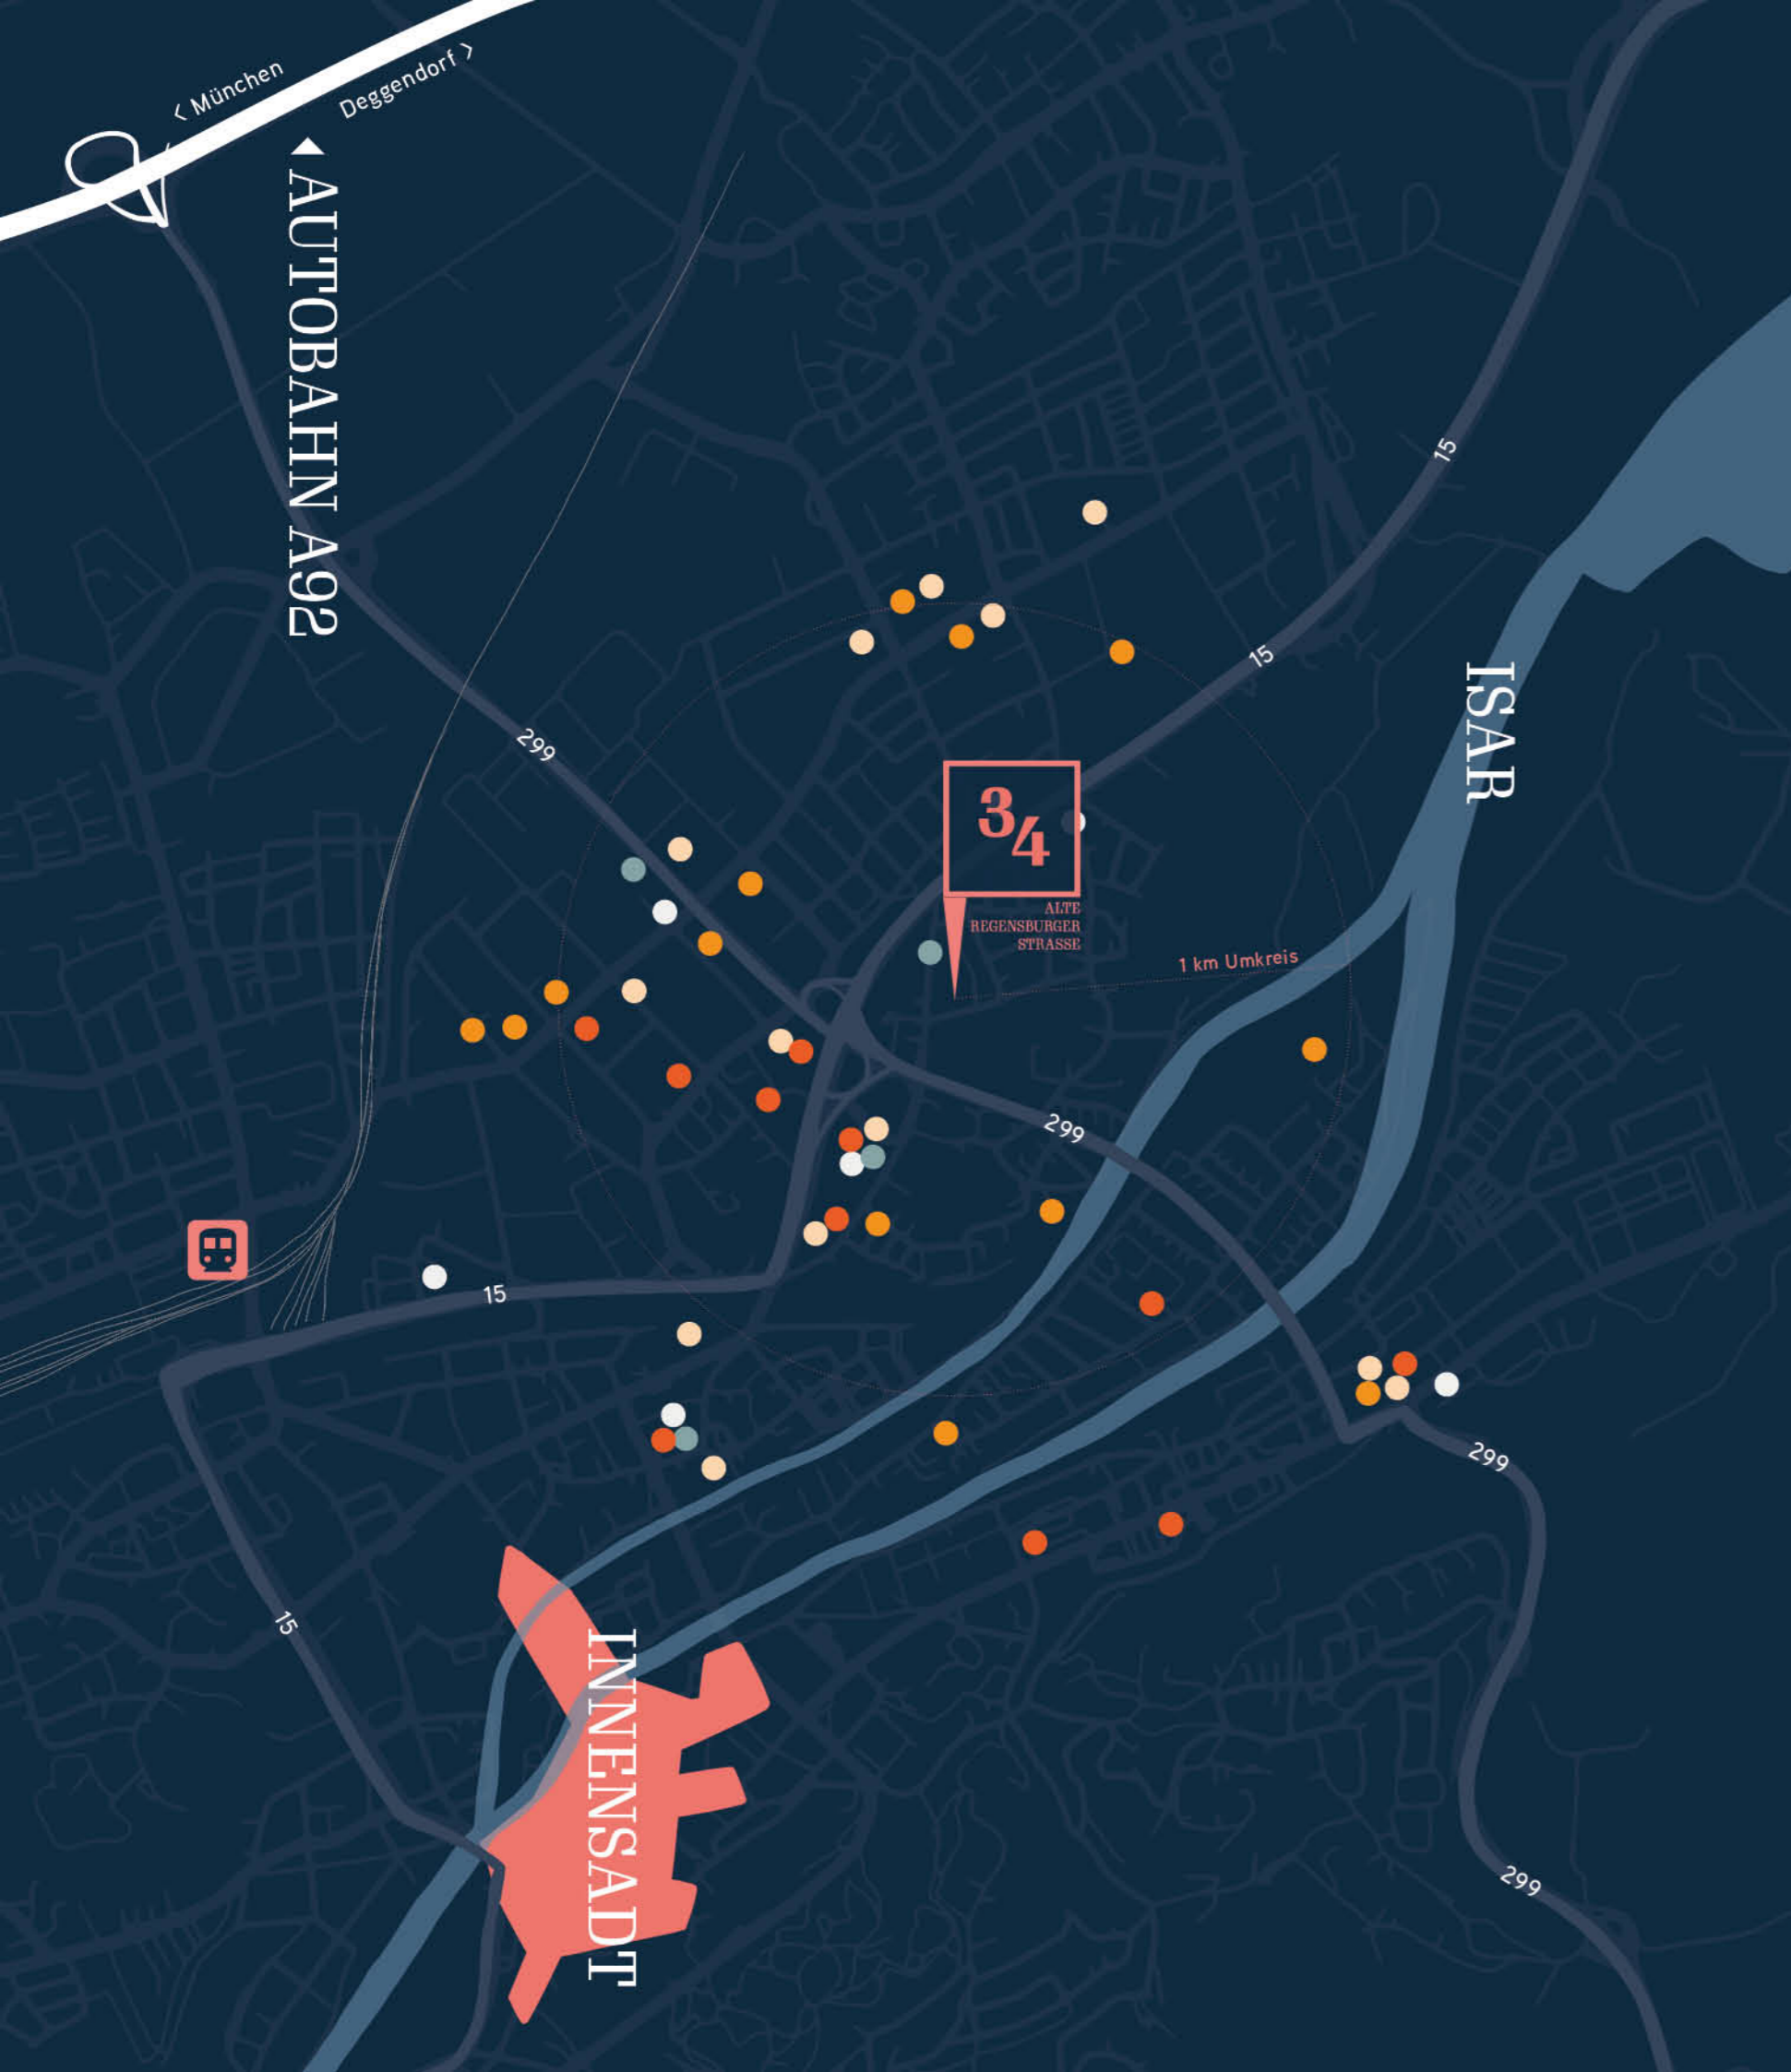 < München
Deggendorf >
AUTOBAHN A92
15
15
ISAR
299
3/4
ALTE
REGENSBURGER
STRASSE
1 km Umkreis
299
15
299
15
INNENSADT
299